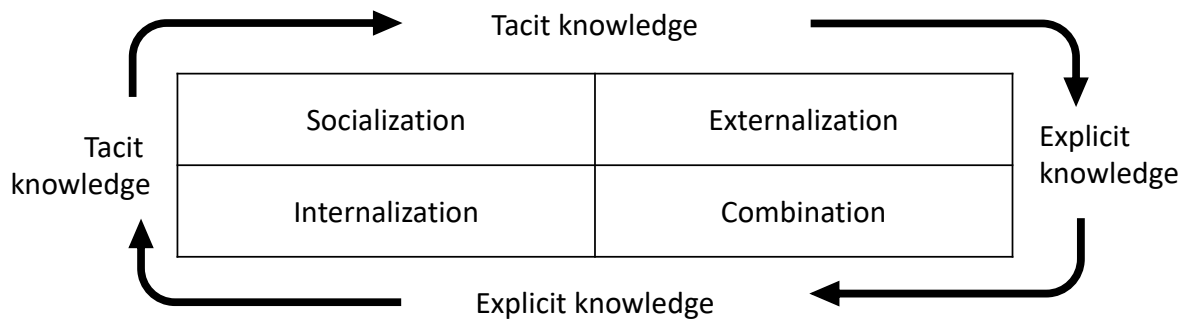 Tacit knowledge
Socialization
Externalization
Tacit
knowledge
Explicit
knowledge
Internalization
Combination
Explicit knowledge